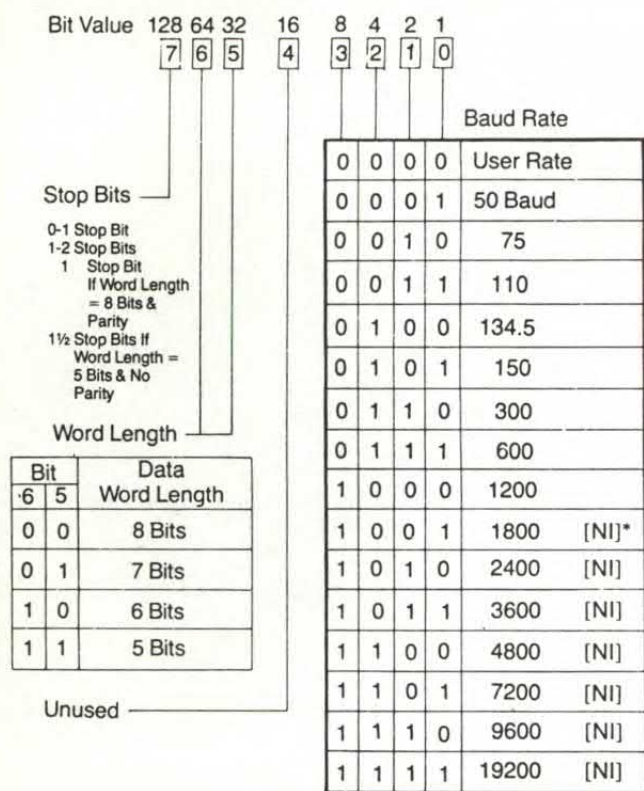 Bit Value 128 64 32 16 8 4 2 1
7 6 5 4 3 2 1 0
Baud Rate
0 0 0 0 User Rate
0 0 0 1 50 Baud
0 0 1 0 75
0 0 1 1 110
0 1 0 0 134.5
0 1 0 1 150
0 1 1 0 300
0 1 1 1 600
1 0 0 0 1200
1 0 0 1 1800 [NI]*
1 0 1 0 2400 [NI]
1 0 1 1 3600 [NI]
1 1 0 0 4800 [NI]
1 1 0 1 7200 [NI]
1 1 1 0 9600 [NI]
1 1 1 1 19200 [NI]
Stop Bits
0-1 Stop Bit
1-2 Stop Bits
1 Stop Bit
If Word Length
= 8 Bits &
Parity
1½ Stop Bits If
Word Length =
5 Bits & No
Parity
Word Length
Bit Data
6 5 Word Length
0 0 8 Bits
0 1 7 Bits
1 0 6 Bits
1 1 5 Bits
Unused